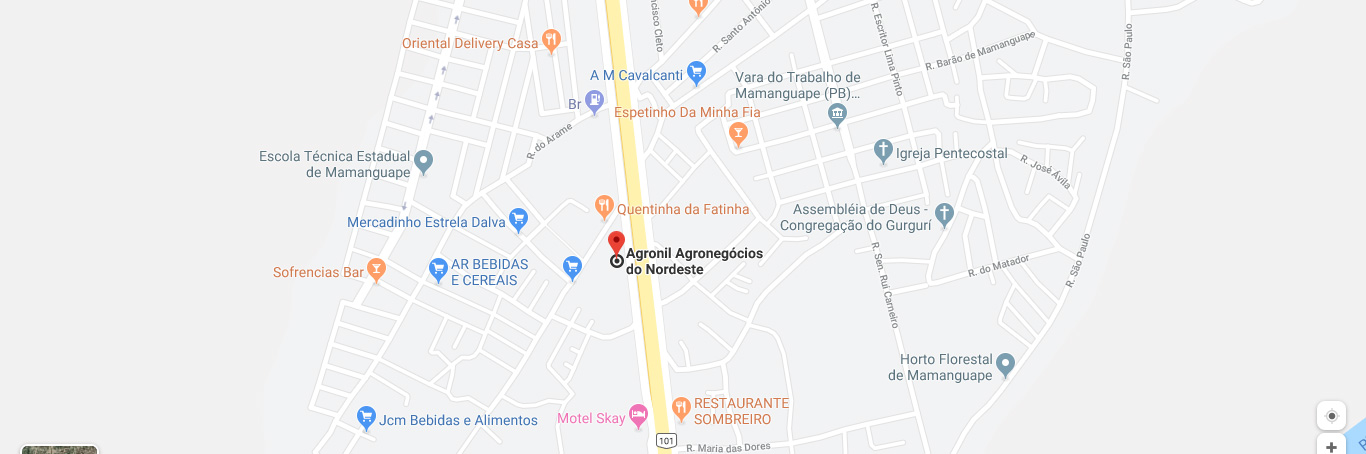 ncisco Cleto
R. Santo Antônio
R. Escritor Lima Pinto
R. Barão de Mamanguape
R. São Paulo
Oriental Delivery Casa
A M Cavalcanti
Vara do Trabalho de
Mamanguape (PB)...
Br
Espetinho Da Minha Fia
R. do Arame
Escola Técnica Estadual
de Mamanguape
Igreja Pentecostal
R. José Ávila
Quentinha da Fatinha
Mercadinho Estrela Dalva
Assembléia de Deus -
Congregação do Gurgurí
Agronil Agronegócios
do Nordeste
AR BEBIDAS
E CEREAIS
Sofrencias Bar
R. do Matador
R. São Paulo
R. Sen. Rui Carneiro
Horto Florestal
de Mamanguape
RESTAURANTE
SOMBREIRO
Motel Skay
Jcm Bebidas e Alimentos
101
R. Maria das Dores